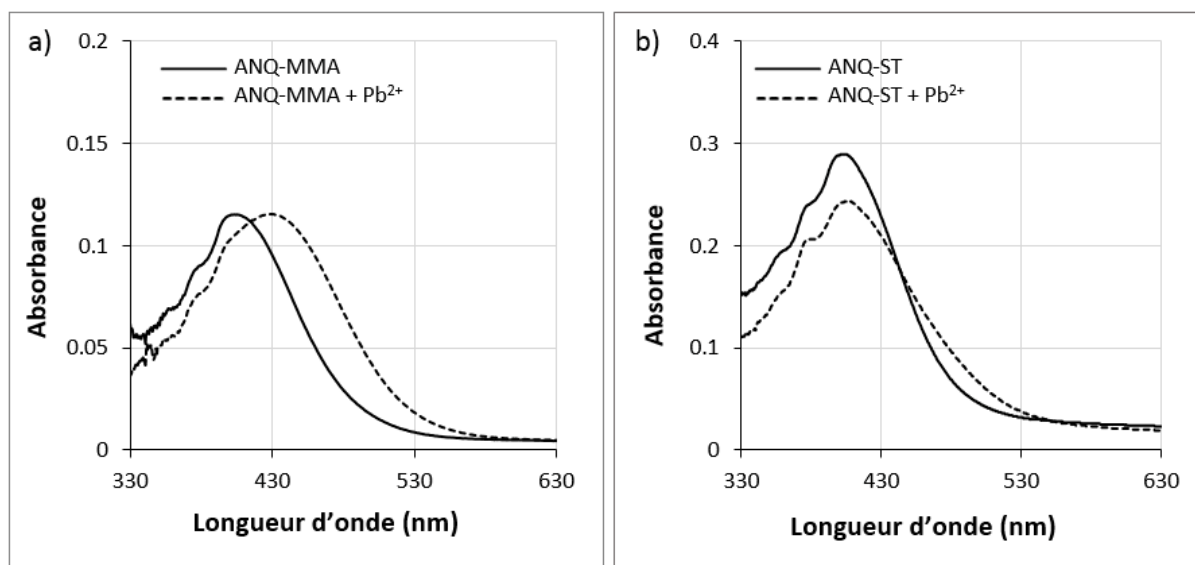 a)
ANQ-MMA
ANQ-MMA + Pb²⁺
0.2
0.15
0.1
0.05
0
Absorbance
330
430
530
630
Longueur d'onde (nm)
b)
ANQ-ST
ANQ-ST + Pb²⁺
0.4
0.3
0.2
0.1
0
Absorbance
330
430
530
630
Longueur d'onde (nm)